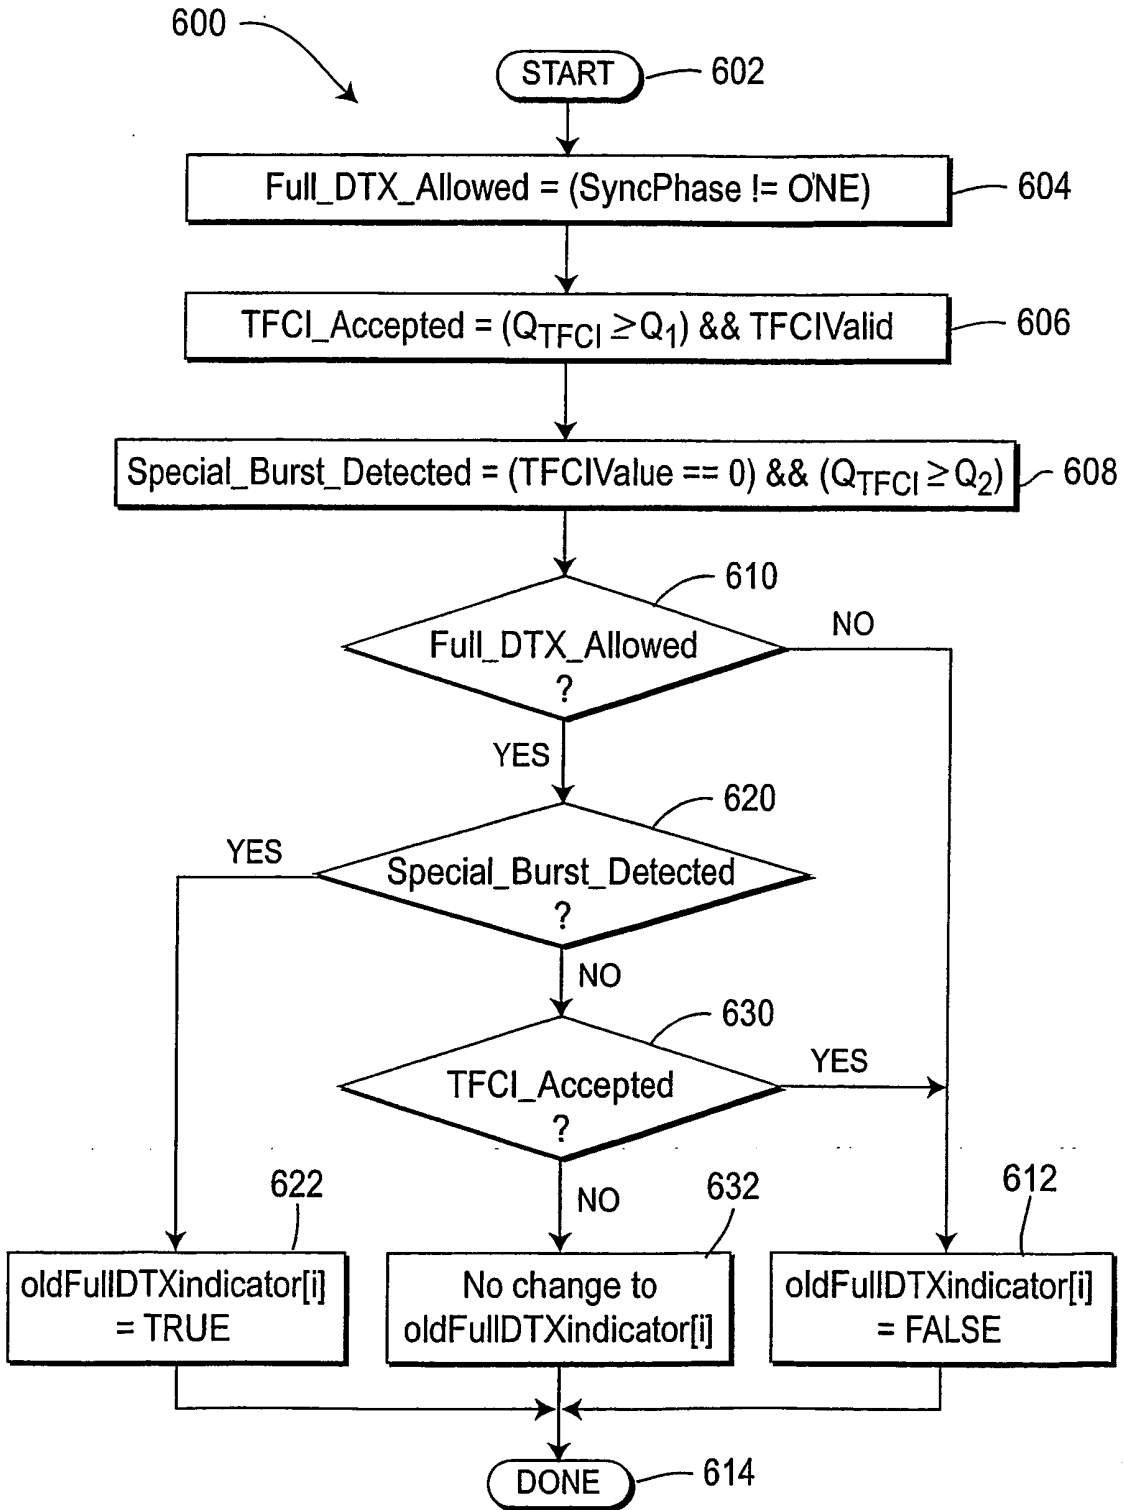 600
START
602
Full_DTX_Allowed = (SyncPhase != ONE)
604
TFCI_Accepted = (QTFCI ≥Q1) && TFCIValid
606
Special_Burst_Detected = (TFCIValue == 0) && (QTFCI ≥ Q2)
608
610
Full_DTX_Allowed
?
NO
YES
620
Special_Burst_Detected
?
YES
NO
630
TFCI_Accepted
?
YES
NO
622
oldFullDTXindicator[i]
= TRUE
632
No change to
oldFullDTXindicator[i]
612
oldFullDTXindicator[i]
= FALSE
DONE
614